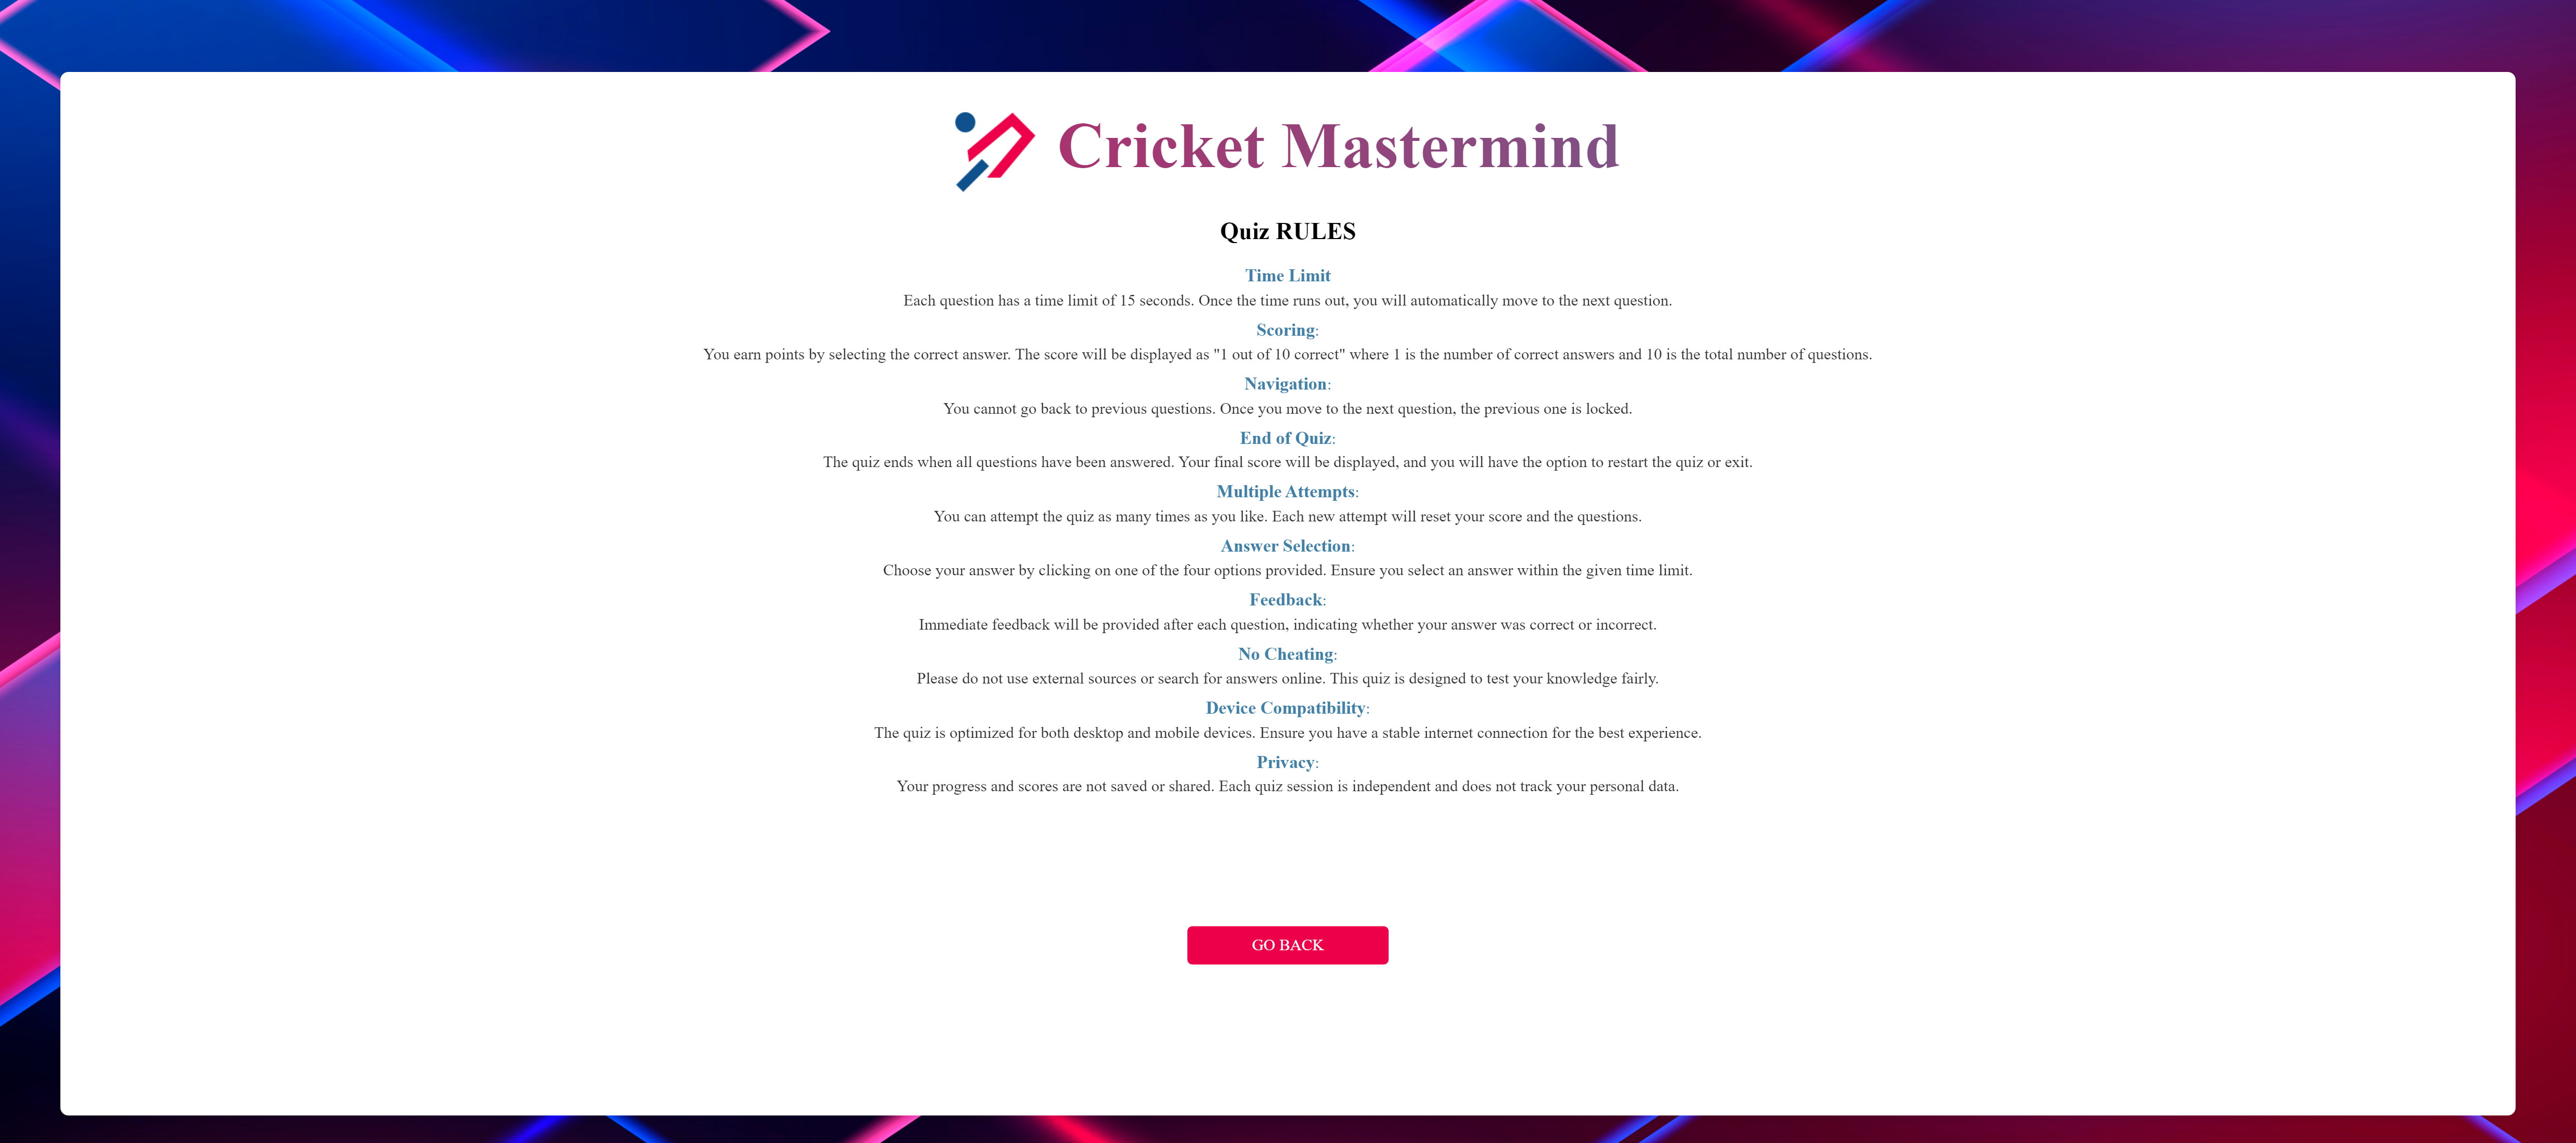 Cricket Mastermind
Quiz RULES
Time Limit
Each question has a time limit of 15 seconds. Once the time runs out, you will automatically move to the next question.
Scoring:
You earn points by selecting the correct answer. The score will be displayed as "1 out of 10 correct" where 1 is the number of correct answers and 10 is the total number of questions.
Navigation:
You cannot go back to previous questions. Once you move to the next question, the previous one is locked.
End of Quiz:
The quiz ends when all questions have been answered. Your final score will be displayed, and you will have the option to restart the quiz or exit.
Multiple Attempts:
You can attempt the quiz as many times as you like. Each new attempt will reset your score and the questions.
Answer Selection:
Choose your answer by clicking on one of the four options provided. Ensure you select an answer within the given time limit.
Feedback:
Immediate feedback will be provided after each question, indicating whether your answer was correct or incorrect.
No Cheating:
Please do not use external sources or search for answers online. This quiz is designed to test your knowledge fairly.
Device Compatibility:
The quiz is optimized for both desktop and mobile devices. Ensure you have a stable internet connection for the best experience.
Privacy:
Your progress and scores are not saved or shared. Each quiz session is independent and does not track your personal data.
GO BACK